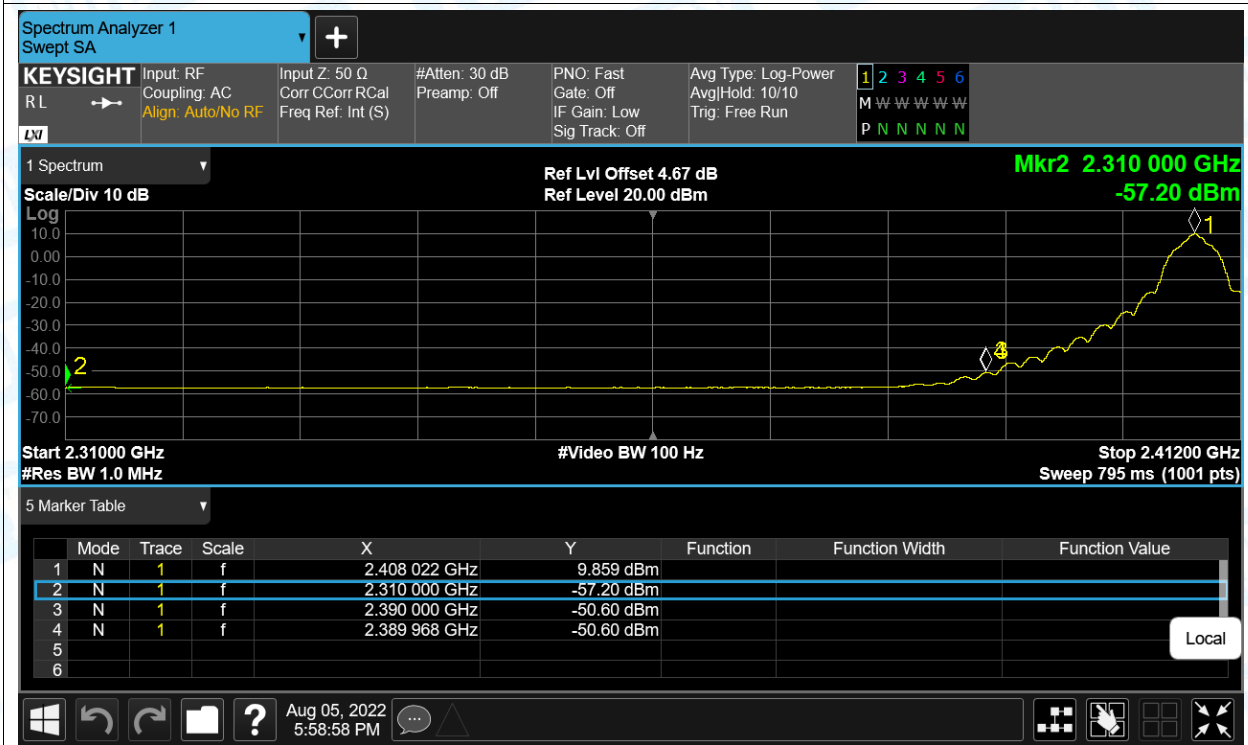 Spectrum Analyzer 1
Swept SA
KEYSIGHT
R L
LXI
Input: RF
Coupling: AC
Align: Auto/No RF
Input Z: 50 Ω
Corr CCorr RCal
Freq Ref: Int (S)
#Atten: 30 dB
Preamp: Off
PNO: Fast
Gate: Off
IF Gain: Low
Sig Track: Off
Avg Type: Log-Power
Avg|Hold: 10/10
Trig: Free Run
1 2 3 4 5 6
M W W W W W
P N N N N N
1 Spectrum
Scale/Div 10 dB
Ref Lvl Offset 4.67 dB
Ref Level 20.00 dBm
Mkr2 2.310 000 GHz
-57.20 dBm
Log
10.0
0.00
-10.0
-20.0
-30.0
-40.0
-50.0
-60.0
-70.0
1
2
4
Start 2.31000 GHz
#Video BW 100 Hz
Stop 2.41200 GHz
#Res BW 1.0 MHz
Sweep 795 ms (1001 pts)
5 Marker Table
Mode Trace Scale X Y Function Function Width Function Value
1 N 1 f 2.408 022 GHz 9.859 dBm
2 N 1 f 2.310 000 GHz -57.20 dBm
3 N 1 f 2.390 000 GHz -50.60 dBm
4 N 1 f 2.389 968 GHz -50.60 dBm
5
6
Local
?
Aug 05, 2022
5:58:58 PM